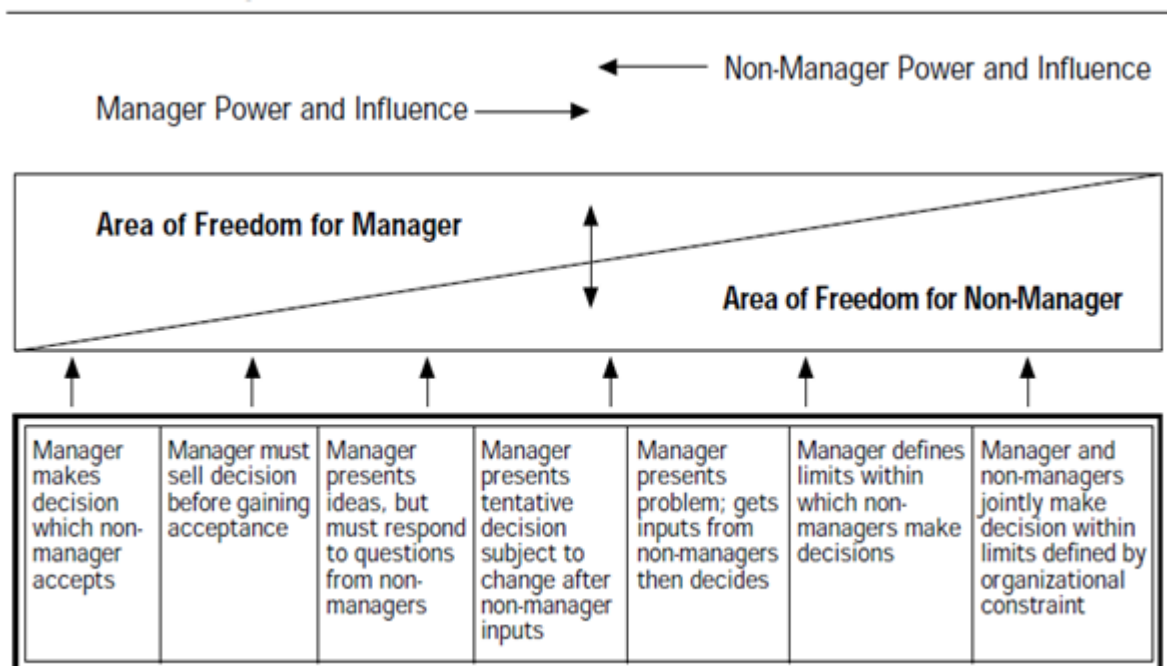 Non-Manager Power and Influence
Manager Power and Influence
Area of Freedom for Manager
Area of Freedom for Non-Manager
Manager
makes
decision
which non-
manager
accepts
Manager must
sell decision
before gaining
acceptance
Manager
presents
ideas, but
must respond
to questions
from non-
managers
Manager
presents
tentative
decision
subject to
change after
non-manager
inputs
Manager
presents
problem; gets
inputs from
non-managers
then decides
Manager defines
limits within
which non-
managers make
decisions
Manager and
non-managers
jointly make
decision within
limits defined by
organizational
constraint